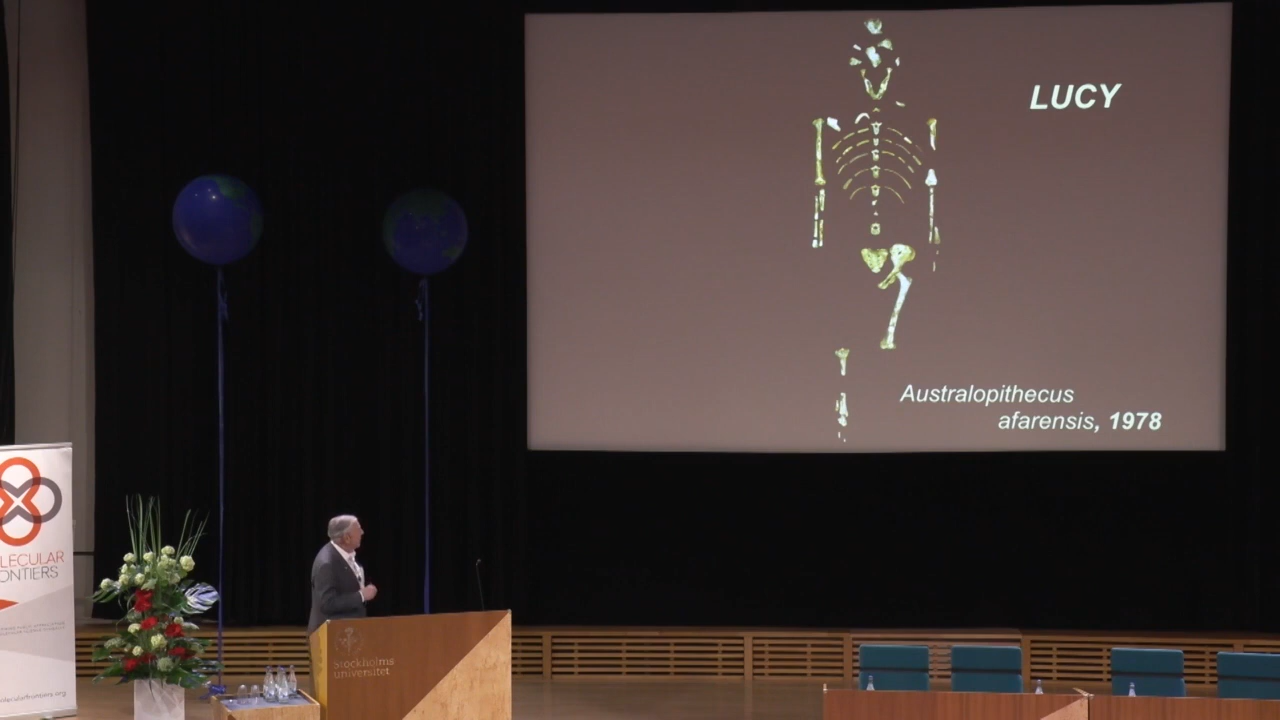 LUCY
Australopithecus
afarensis, 1978
LECULAR
ONTIERS
Stockholms
universitet